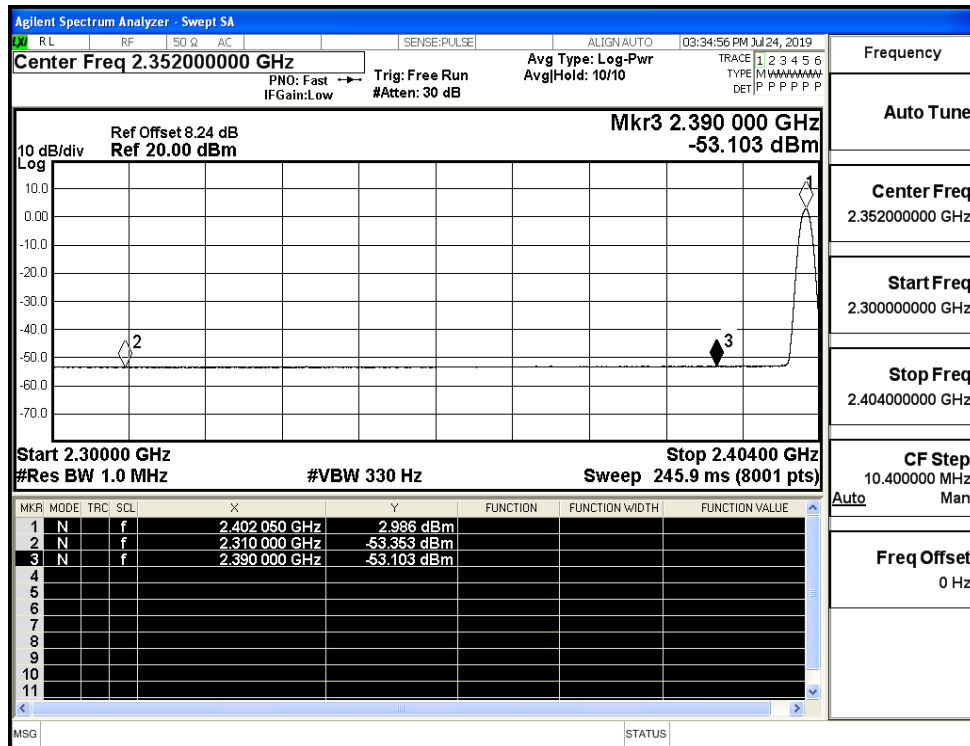 Agilent Spectrum Analyzer - Swept SA
LXI RL RF 50 Ω AC SENSE:PULSE ALIGN AUTO 03:34:56 PM Jul 24, 2019
Center Freq 2.352000000 GHz
PNO: Fast
IFGain:Low
Trig: Free Run
#Atten: 30 dB
Avg Type: Log-Pwr
Avg|Hold: 10/10
TRACE 1 2 3 4 5 6
TYPE M WWWWW
DET P P P P P P
Ref Offset 8.24 dB
Ref 20.00 dBm
10 dB/div
Log
Mkr3 2.390 000 GHz
-53.103 dBm
10.0
0.00
-10.0
-20.0
-30.0
-40.0
-50.0
-60.0
-70.0
1
2
3
Start 2.30000 GHz Stop 2.40400 GHz
#Res BW 1.0 MHz #VBW 330 Hz Sweep 245.9 ms (8001 pts)
MKR MODE TRC SCL X Y FUNCTION FUNCTION WIDTH FUNCTION VALUE
1 N f 2.402 050 GHz 2.986 dBm
2 N f 2.310 000 GHz -53.353 dBm
3 N f 2.390 000 GHz -53.103 dBm
4
5
6
7
8
9
10
11
MSG STATUS
Frequency
Auto Tune
Center Freq
2.352000000 GHz
Start Freq
2.300000000 GHz
Stop Freq
2.404000000 GHz
CF Step
10.400000 MHz
Auto Man
Freq Offset
0 Hz